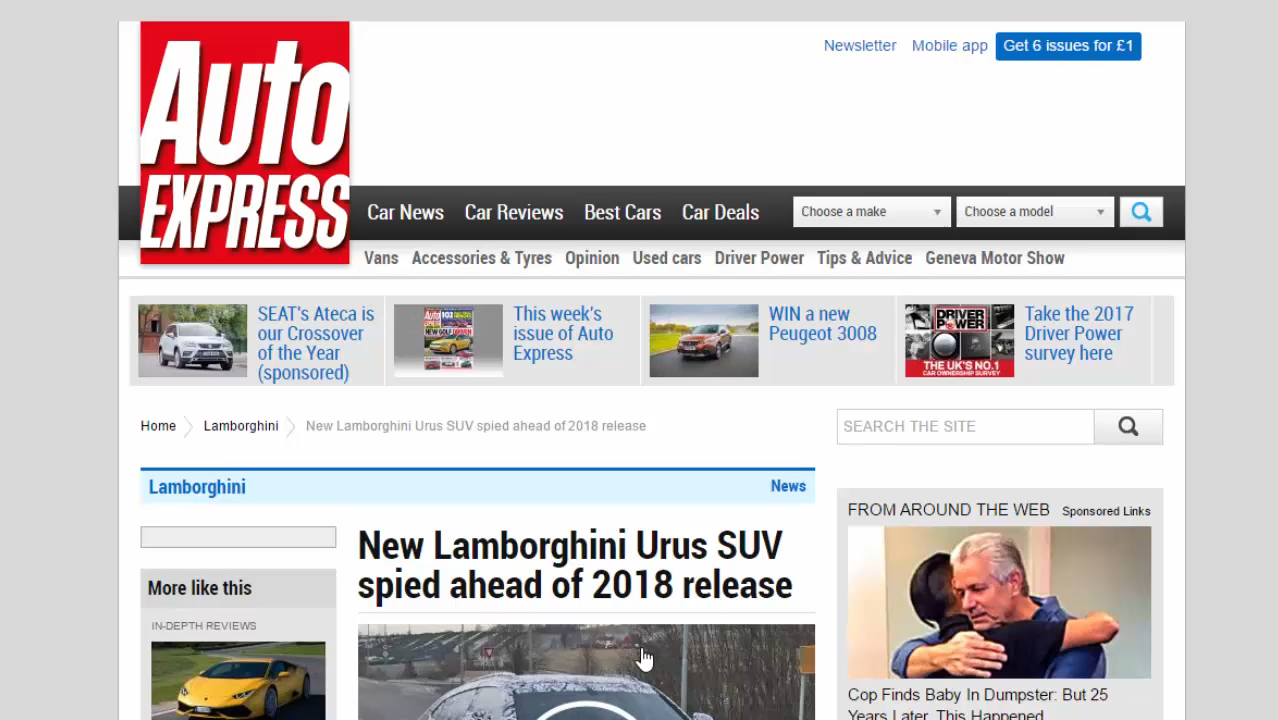 Auto
EXPRESS
Newsletter Mobile app Get 6 issues for £1
Car News Car Reviews Best Cars Car Deals Choose a make Choose a model
Vans Accessories & Tyres Opinion Used cars Driver Power Tips & Advice Geneva Motor Show
SEAT's Ateca is
our Crossover
of the Year
(sponsored)
This week's
issue of Auto
Express
WIN a new
Peugeot 3008
DRIVER
POWER
THE UK'S NO.1
CAR OWNERSHIP SURVEY
Take the 2017
Driver Power
survey here
Home Lamborghini New Lamborghini Urus SUV spied ahead of 2018 release
SEARCH THE SITE
Lamborghini News
More like this
IN-DEPTH REVIEWS
New Lamborghini Urus SUV
spied ahead of 2018 release
FROM AROUND THE WEB Sponsored Links
Cop Finds Baby In Dumpster: But 25
Years Later, This Happened